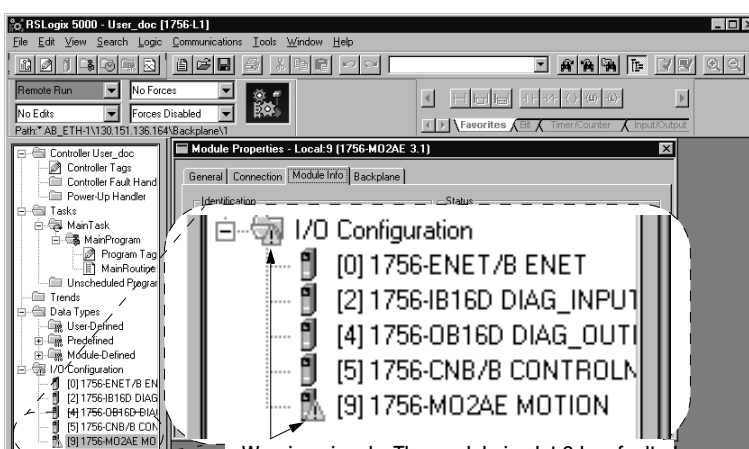 RSLogix 5000 - User_doc [1756-L1]
File Edit View Search Logic Communications Tools Window Help
Remote Run
No Forces
No Edits
Forces Disabled
Path: AB_ETH-1\130.151.136.164\Backplane\1
Favorites Bit Timer/Counter Input/Output
Controller User_doc
Controller Tags
Controller Fault Hand
Power-Up Handler
Tasks
MainTask
MainProgram
Program Tag
MainRoutine
Unscheduled Program
Trends
Data Types
User-Defined
Predefined
Module-Defined
I/O Configuration
[0] 1756-ENET/B EN
[2] 1756-IB16D DIAG
[4] 1756-OB16D DIA
[5] 1756-CNB/B CON
[9] 1756-M02AE MO
Module Properties - Local:9 (1756-M02AE 3.1)
General Connection Module Info Backplane
Identification
Status
I/O Configuration
[0] 1756-ENET/B ENET
[2] 1756-IB16D DIAG_INPUT
[4] 1756-OB16D DIAG_OUTI
[5] 1756-CNB/B CONTROLN
[9] 1756-M02AE MOTION